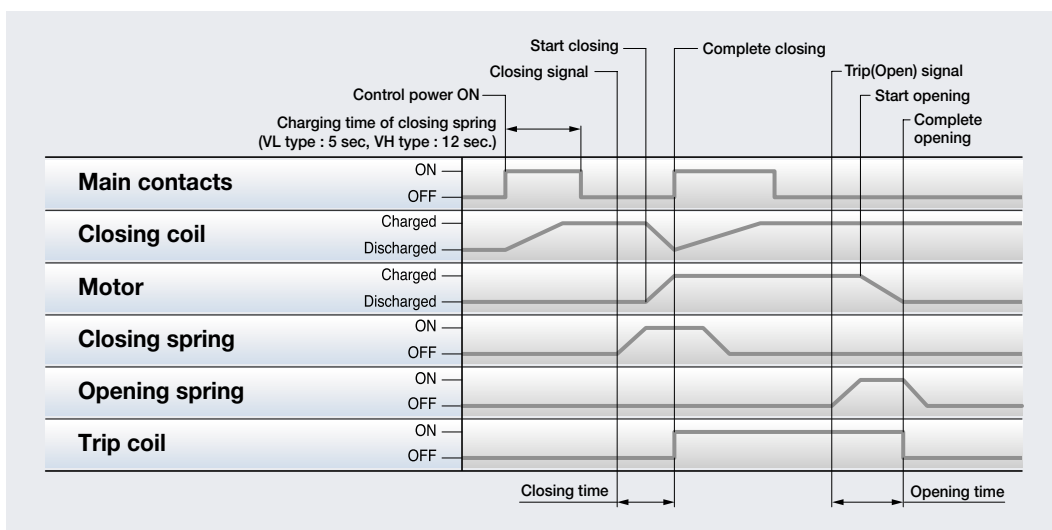 Start closing
Complete closing
Closing signal
Trip(Open) signal
Control power ON
Start opening
Charging time of closing spring
(VL type : 5 sec, VH type : 12 sec.)
Complete
opening
Main contacts
ON
OFF
Closing coil
Charged
Discharged
Motor
Charged
Discharged
Closing spring
ON
OFF
Opening spring
ON
OFF
Trip coil
ON
OFF
Closing time
Opening time